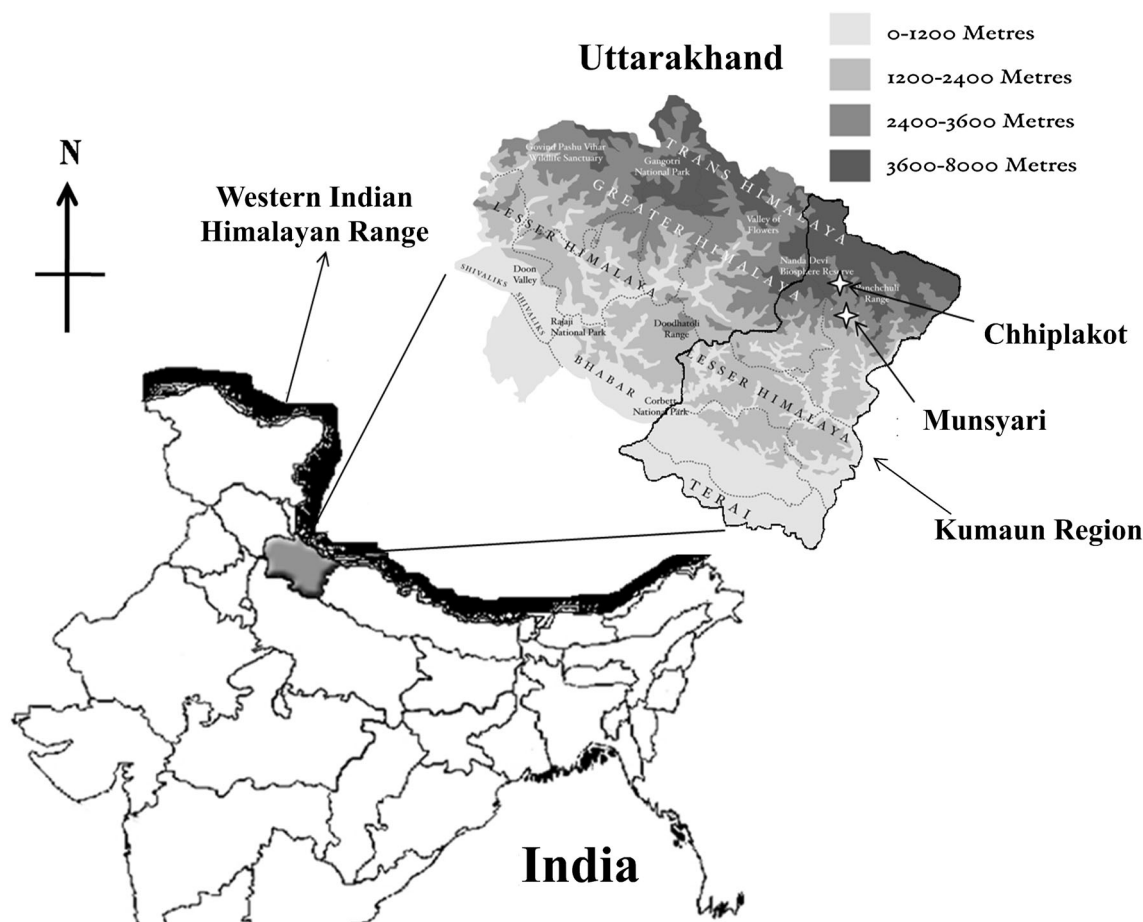 Uttarakhand
0-1200 Metres
1200-2400 Metres
2400-3600 Metres
3600-8000 Metres
N
Western Indian
Himalayan Range
Govind Pashu Vihar
Wildlife Sanctuary
Gangotri
National Park
TRANS HIMALAYA
GREATER HIMALAYA
Valley of
Flowers
LESSER HIMALAYA
Nanda Devi
Biosphere Reserve
Panchchuli
Range
SHIVALIKS
Doon
Valley
SHIVALIKS
Rajaji
National Park
Doodhatoli
Range
Chhiplakot
BHABAR
LESSER HIMALAYA
Corbett
National Park
Munsyari
TERAI
Kumaun Region
India